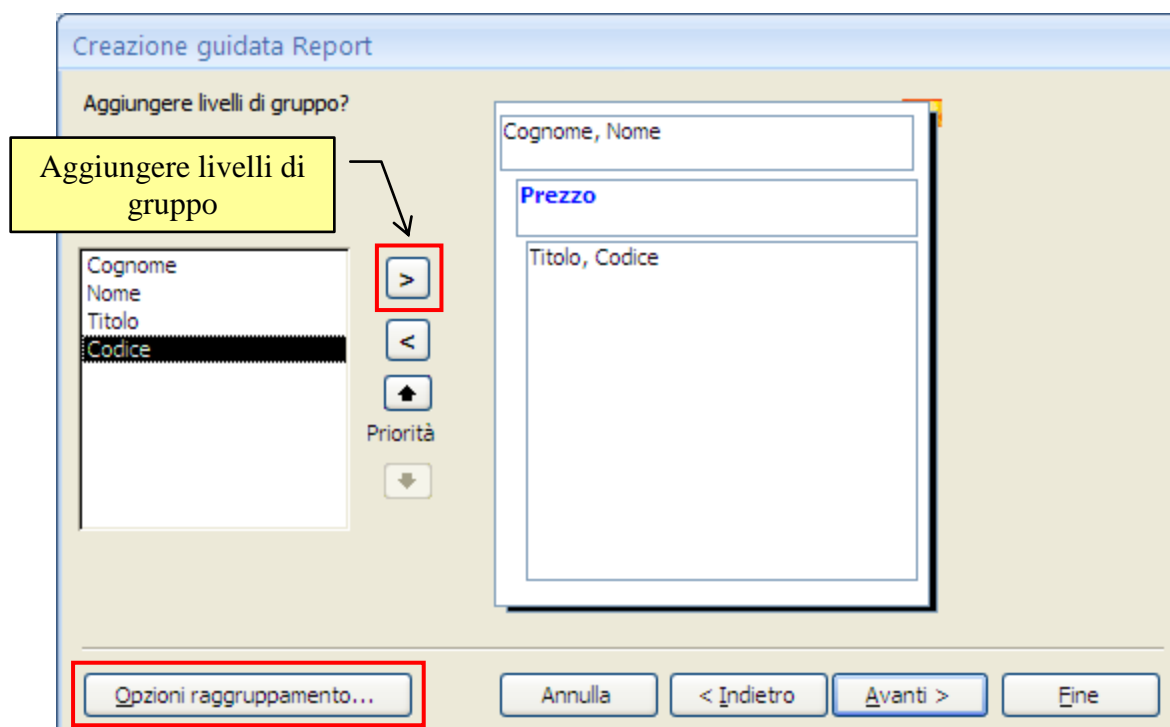 Creazione guidata Report
Aggiungere livelli di gruppo?
Aggiungere livelli di
gruppo
Cognome
Nome
Titolo
Codice
>
<
Priorità
Cognome, Nome
Prezzo
Titolo, Codice
Opzioni raggruppamento...
Annulla
< Indietro
Avanti >
Fine